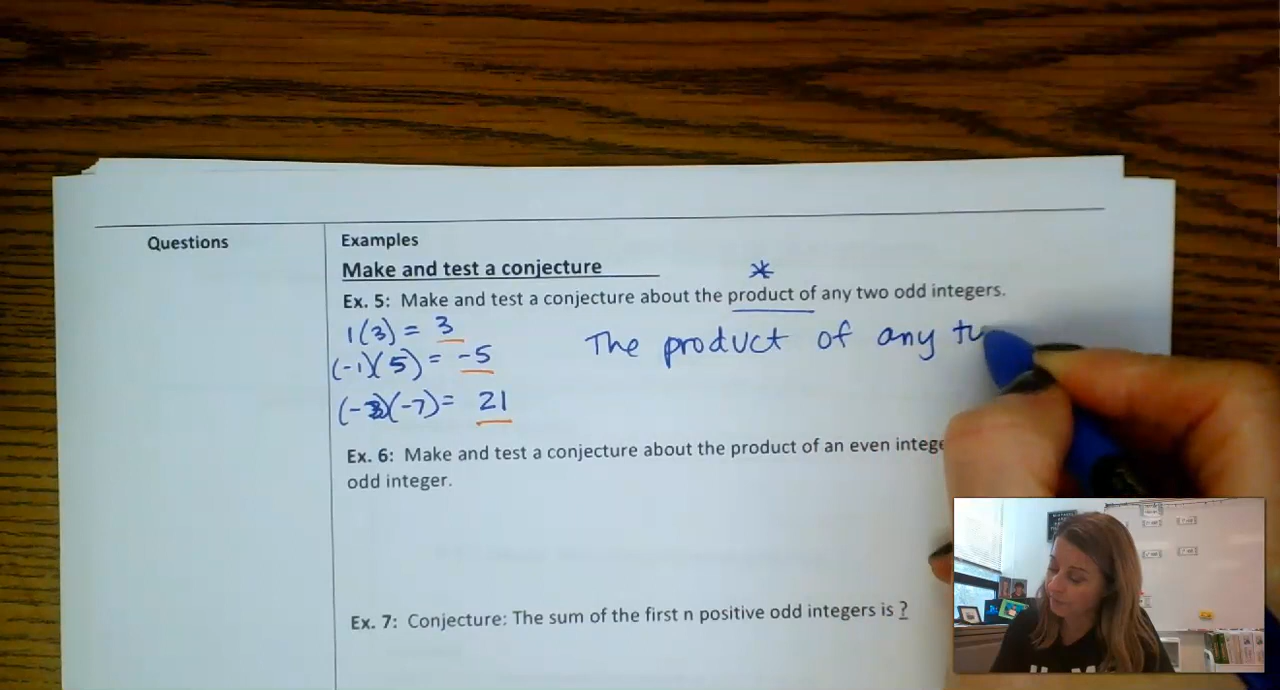 Questions
Examples
Make and test a conjecture
*
Ex. 5: Make and test a conjecture about the product of any two odd integers.
1(3) = 3
The product of any
(-1)(5) = -5
(-3)(-7) = 21
Ex. 6: Make and test a conjecture about the product of an even
odd integer.
Ex. 7: Conjecture: The sum of the first n positive odd integers is ?